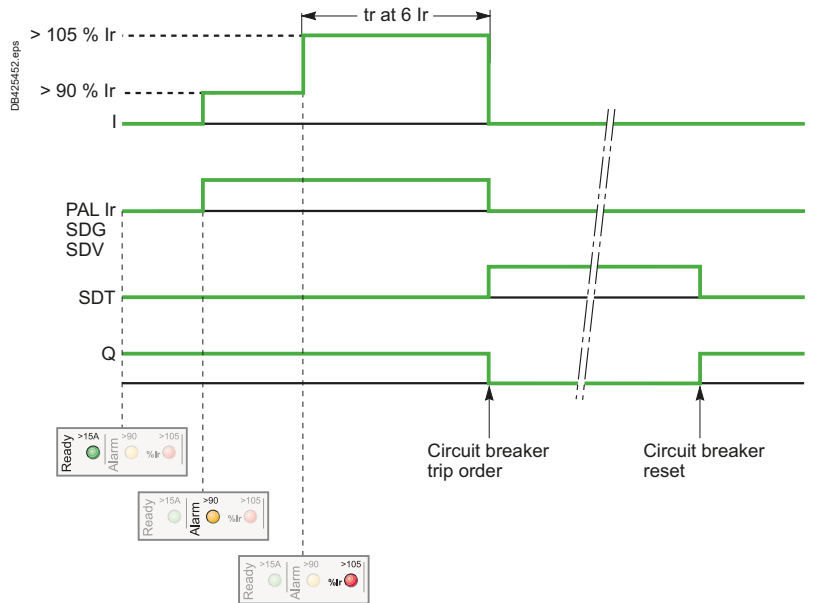 tr at 6 Ir
> 105 % Ir
DB425452.eps
> 90 % Ir
I
PAL Ir
SDG
SDV
SDT
Q
Circuit breaker
trip order
Circuit breaker
reset
Ready
>15A
Alarm
>90
>105
%Ir
Ready
>15A
Alarm
>90
>105
%Ir
Ready
>15A
Alarm
>90
>105
%Ir